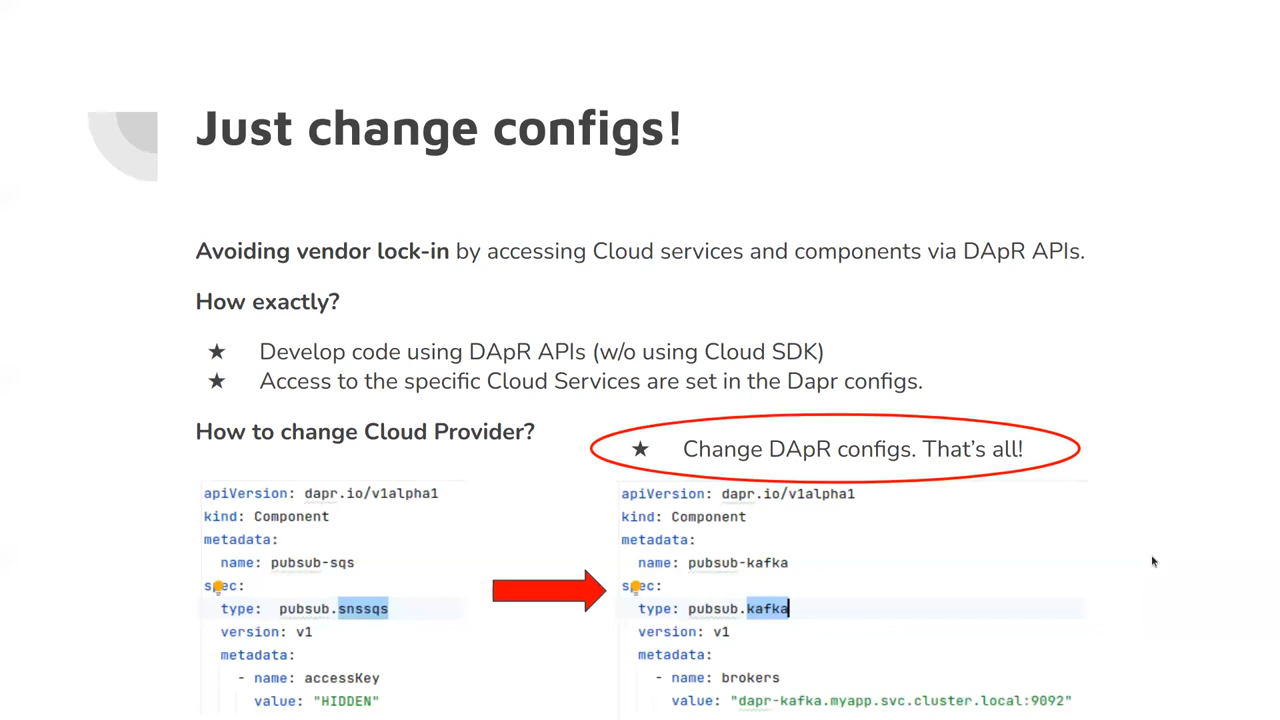 Just change configs!
Avoiding vendor lock-in by accessing Cloud services and components via DApR APIs.
How exactly?
★ Develop code using DApR APIs (w/o using Cloud SDK)
★ Access to the specific Cloud Services are set in the Dapr configs.
How to change Cloud Provider?
★ Change DApR configs. That's all!
apiVersion: dapr.io/v1alpha1
kind: Component
metadata:
name: pubsub-sqs
spec:
type: pubsub.snssqs
version: v1
metadata:
- name: accessKey
value: "HIDDEN"
apiVersion: dapr.io/v1alpha1
kind: Component
metadata:
name: pubsub-kafka
spec:
type: pubsub.kafka
version: v1
metadata:
- name: brokers
value: "dapr-kafka.myapp.svc.cluster.local:9092"